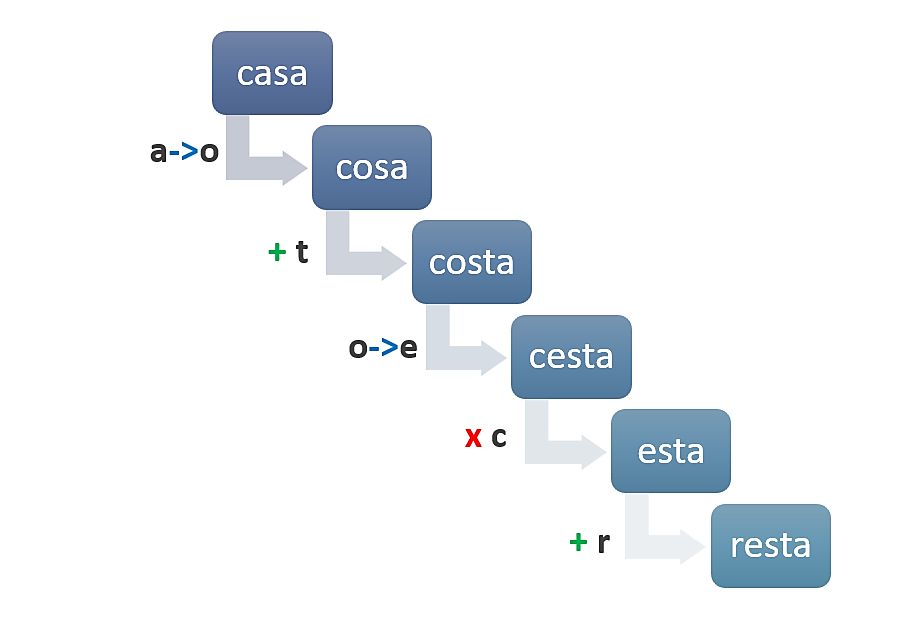 casa
a->o
cosa
+ t
costa
o->e
cesta
x c
esta
+ r
resta